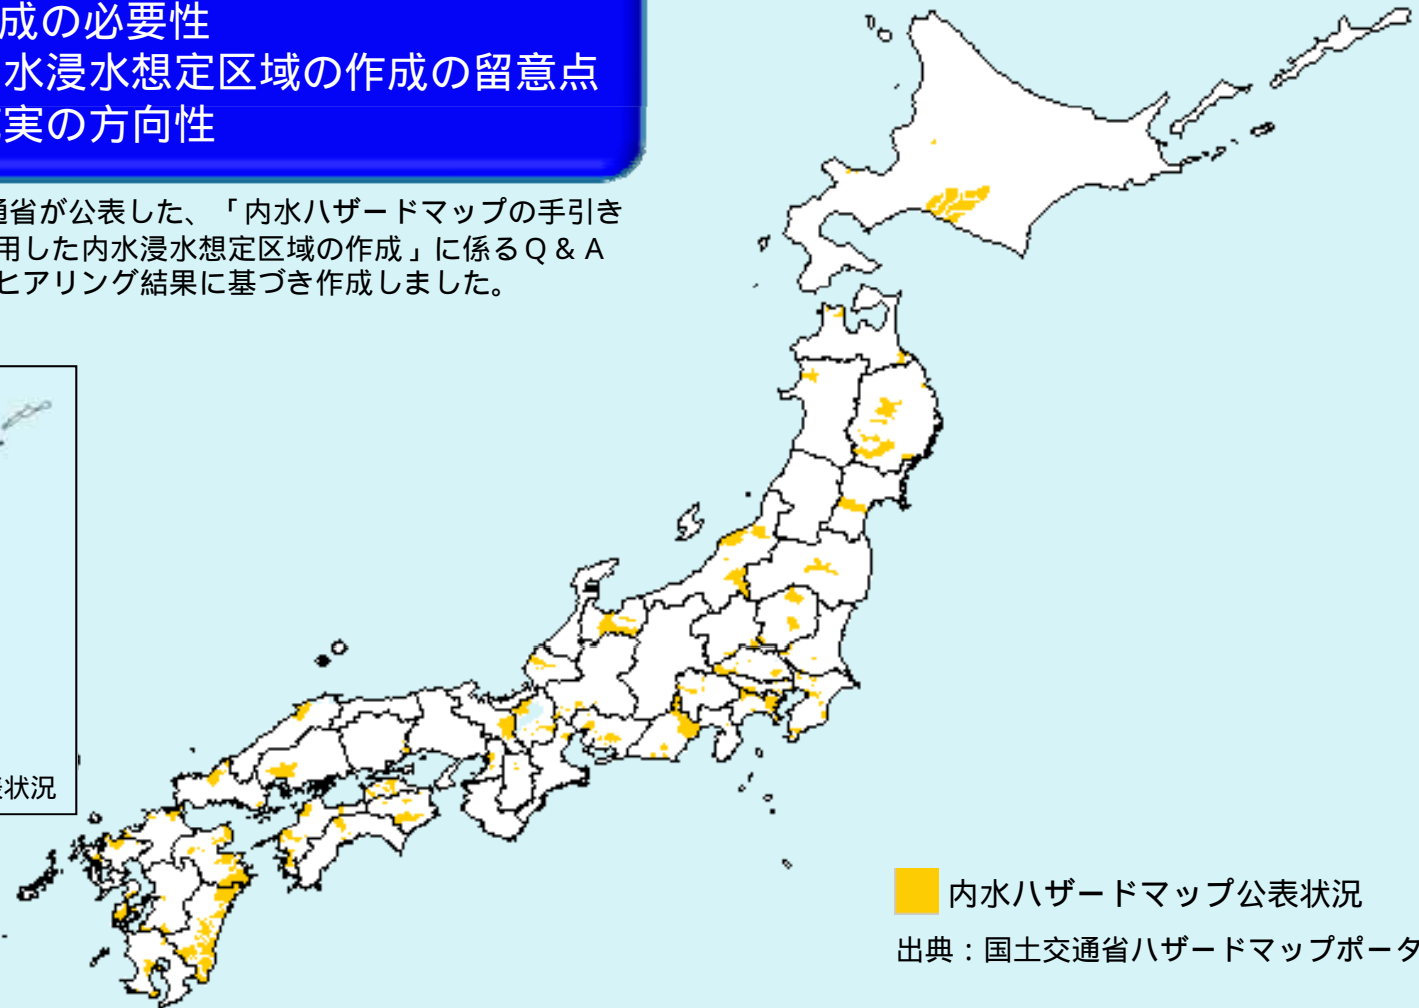 成の必要性
水浸水想定区域の作成の留意点
実の方向性
通省が公表した、「内水ハザードマップの手引き
用した内水浸水想定区域の作成」に係るQ＆A
ヒアリング結果に基づき作成しました。
表状況
内水ハザードマップ公表状況
出典：国土交通省ハザードマップポータ